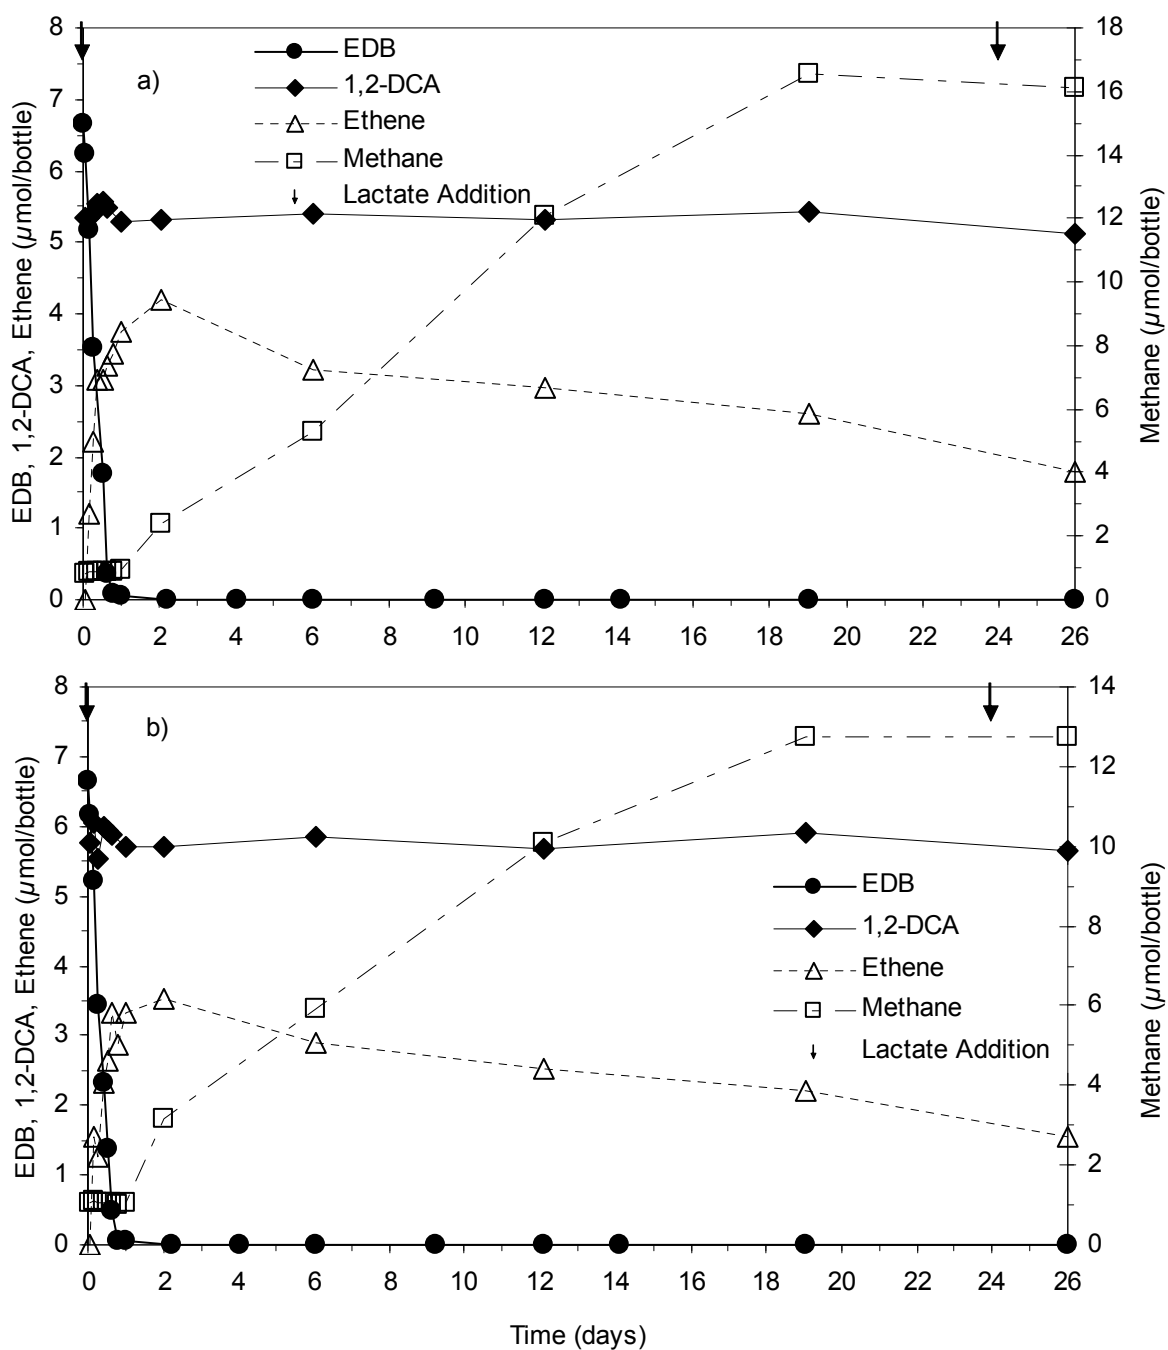 a)
EDB
1,2-DCA
Ethene
Methane
Lactate Addition
EDB, 1,2-DCA, Ethene (µmol/bottle)
8
7
6
5
4
3
2
1
0
Methane (µmol/bottle)
18
16
14
12
10
8
6
4
2
0
0 2 4 6 8 10 12 14 16 18 20 22 24 26
b)
EDB
1,2-DCA
Ethene
Methane
Lactate Addition
EDB, 1,2-DCA, Ethene (µmol/bottle)
8
7
6
5
4
3
2
1
0
Methane (µmol/bottle)
14
12
10
8
6
4
2
0
0 2 4 6 8 10 12 14 16 18 20 22 24 26
Time (days)